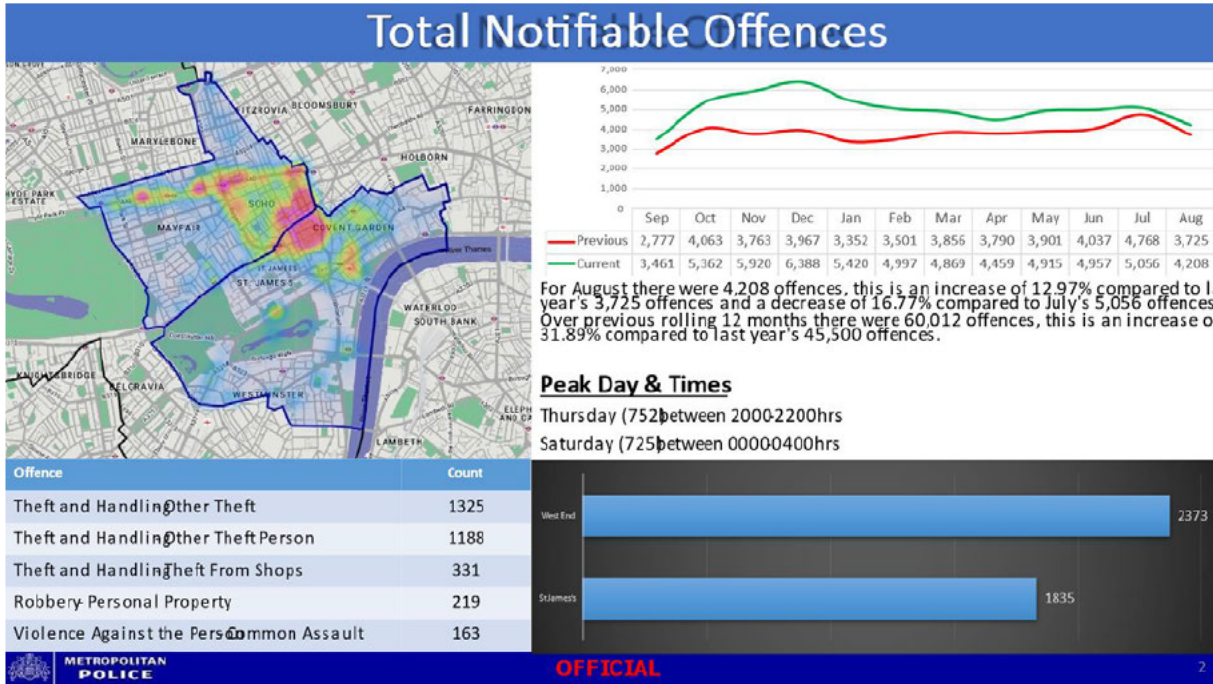 Total Notifiable Offences
FITZROVIA
BLOOMSBURY
FARRINGTON
MARYLEBONE
HOLBORN
HYDE PARK
ESTATE
SOHO
MAYFAIR
COVENT GARDEN
ST JAMES
ST. JAMES'S
WATERLOO
SOUTH BANK
KNIGHTSBRIDGE
BELGRAVIA
WESTMINSTER
LAMBETH
7,000
6,000
5,000
4,000
3,000
2,000
1,000
0
Sep Oct Nov Dec Jan Feb Mar Apr May Jun Jul Aug
Previous 2,777 4,063 3,763 3,967 3,352 3,501 3,856 3,790 3,901 4,037 4,768 3,725
Current 3,461 5,362 5,920 6,388 5,420 4,997 4,869 4,459 4,915 4,957 5,056 4,208
For August there were 4,208 offences, this is an increase of 12.97% compared to
year's 3,725 offences and a decrease of 16.77% compared to July's 5,056 offences
Over previous rolling 12 months there were 60,012 offences, this is an increase
31.89% compared to last year's 45,500 offences.
Peak Day & Times
Thursday (752) between 2000-2200hrs
Saturday (725) between 0000-0400hrs
Offence Count
Theft and Handling Other Theft 1325
Theft and Handling Other Theft Person 1188
Theft and Handling Theft From Shops 331
Robbery - Personal Property 219
Violence Against the Person - Common Assault 163
West End 2373
St James's 1835
METROPOLITAN
POLICE
OFFICIAL
2